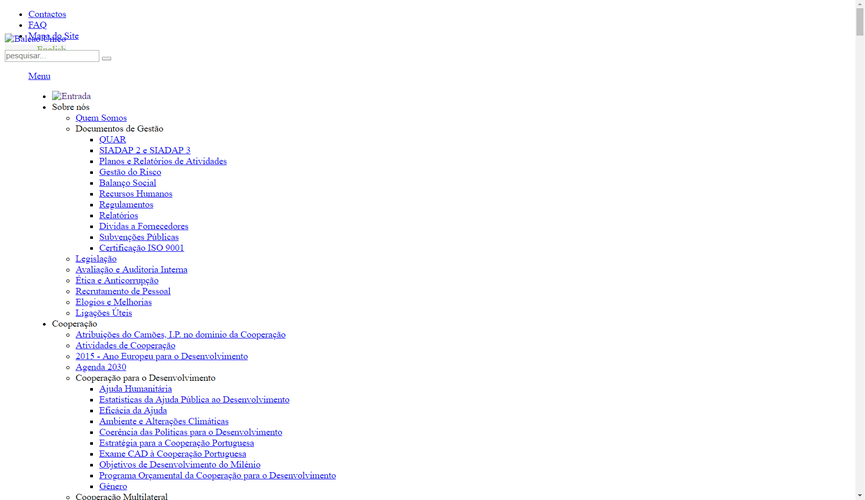 Contactos
FAQ
Mapa do Site
Balcão Único
English
pesquisar...
Menu
Entrada
Sobre nós
Quem Somos
Documentos de Gestão
QUAR
SIADAP 2 e SIADAP 3
Planos e Relatórios de Atividades
Gestão do Risco
Balanço Social
Recursos Humanos
Regulamentos
Relatórios
Dividas a Fornecedores
Subvenções Públicas
Certificação ISO 9001
Legislação
Avaliação e Auditoria Interna
Ética e Anticorrupção
Recrutamento de Pessoal
Elogios e Melhorias
Ligações Úteis
Cooperação
Atribuições do Camões, I.P. no domínio da Cooperação
Atividades de Cooperação
2015 - Ano Europeu para o Desenvolvimento
Agenda 2030
Cooperação para o Desenvolvimento
Ajuda Humanitária
Estatísticas da Ajuda Pública ao Desenvolvimento
Eficácia da Ajuda
Ambiente e Alterações Climáticas
Coerência das Políticas para o Desenvolvimento
Estratégia para a Cooperação Portuguesa
Exame CAD à Cooperação Portuguesa
Objetivos de Desenvolvimento do Milénio
Programa Orçamental da Cooperação para o Desenvolvimento
Género
Cooperação Multilateral